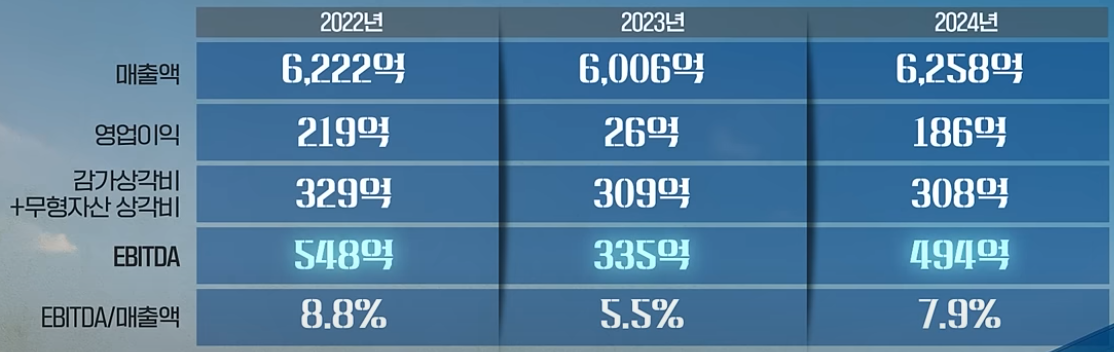 2022년 2023년 2024년
매출액 6,222억 6,006억 6,258억
영업이익 219억 26억 186억
감가상각비
+무형자산 상각비 329억 309억 308억
EBITDA 548억 335억 494억
EBITDA/매출액 8.8% 5.5% 7.9%